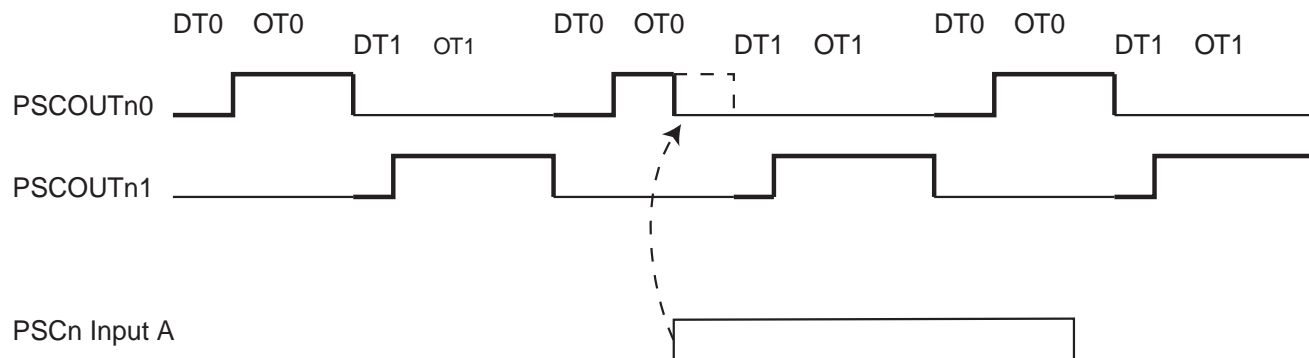 DT0 OT0 DT0 OT0 DT0 OT0
DT1 OT1 DT1 OT1 DT1 OT1
PSCOUTn0
PSCOUTn1
PSCn Input A